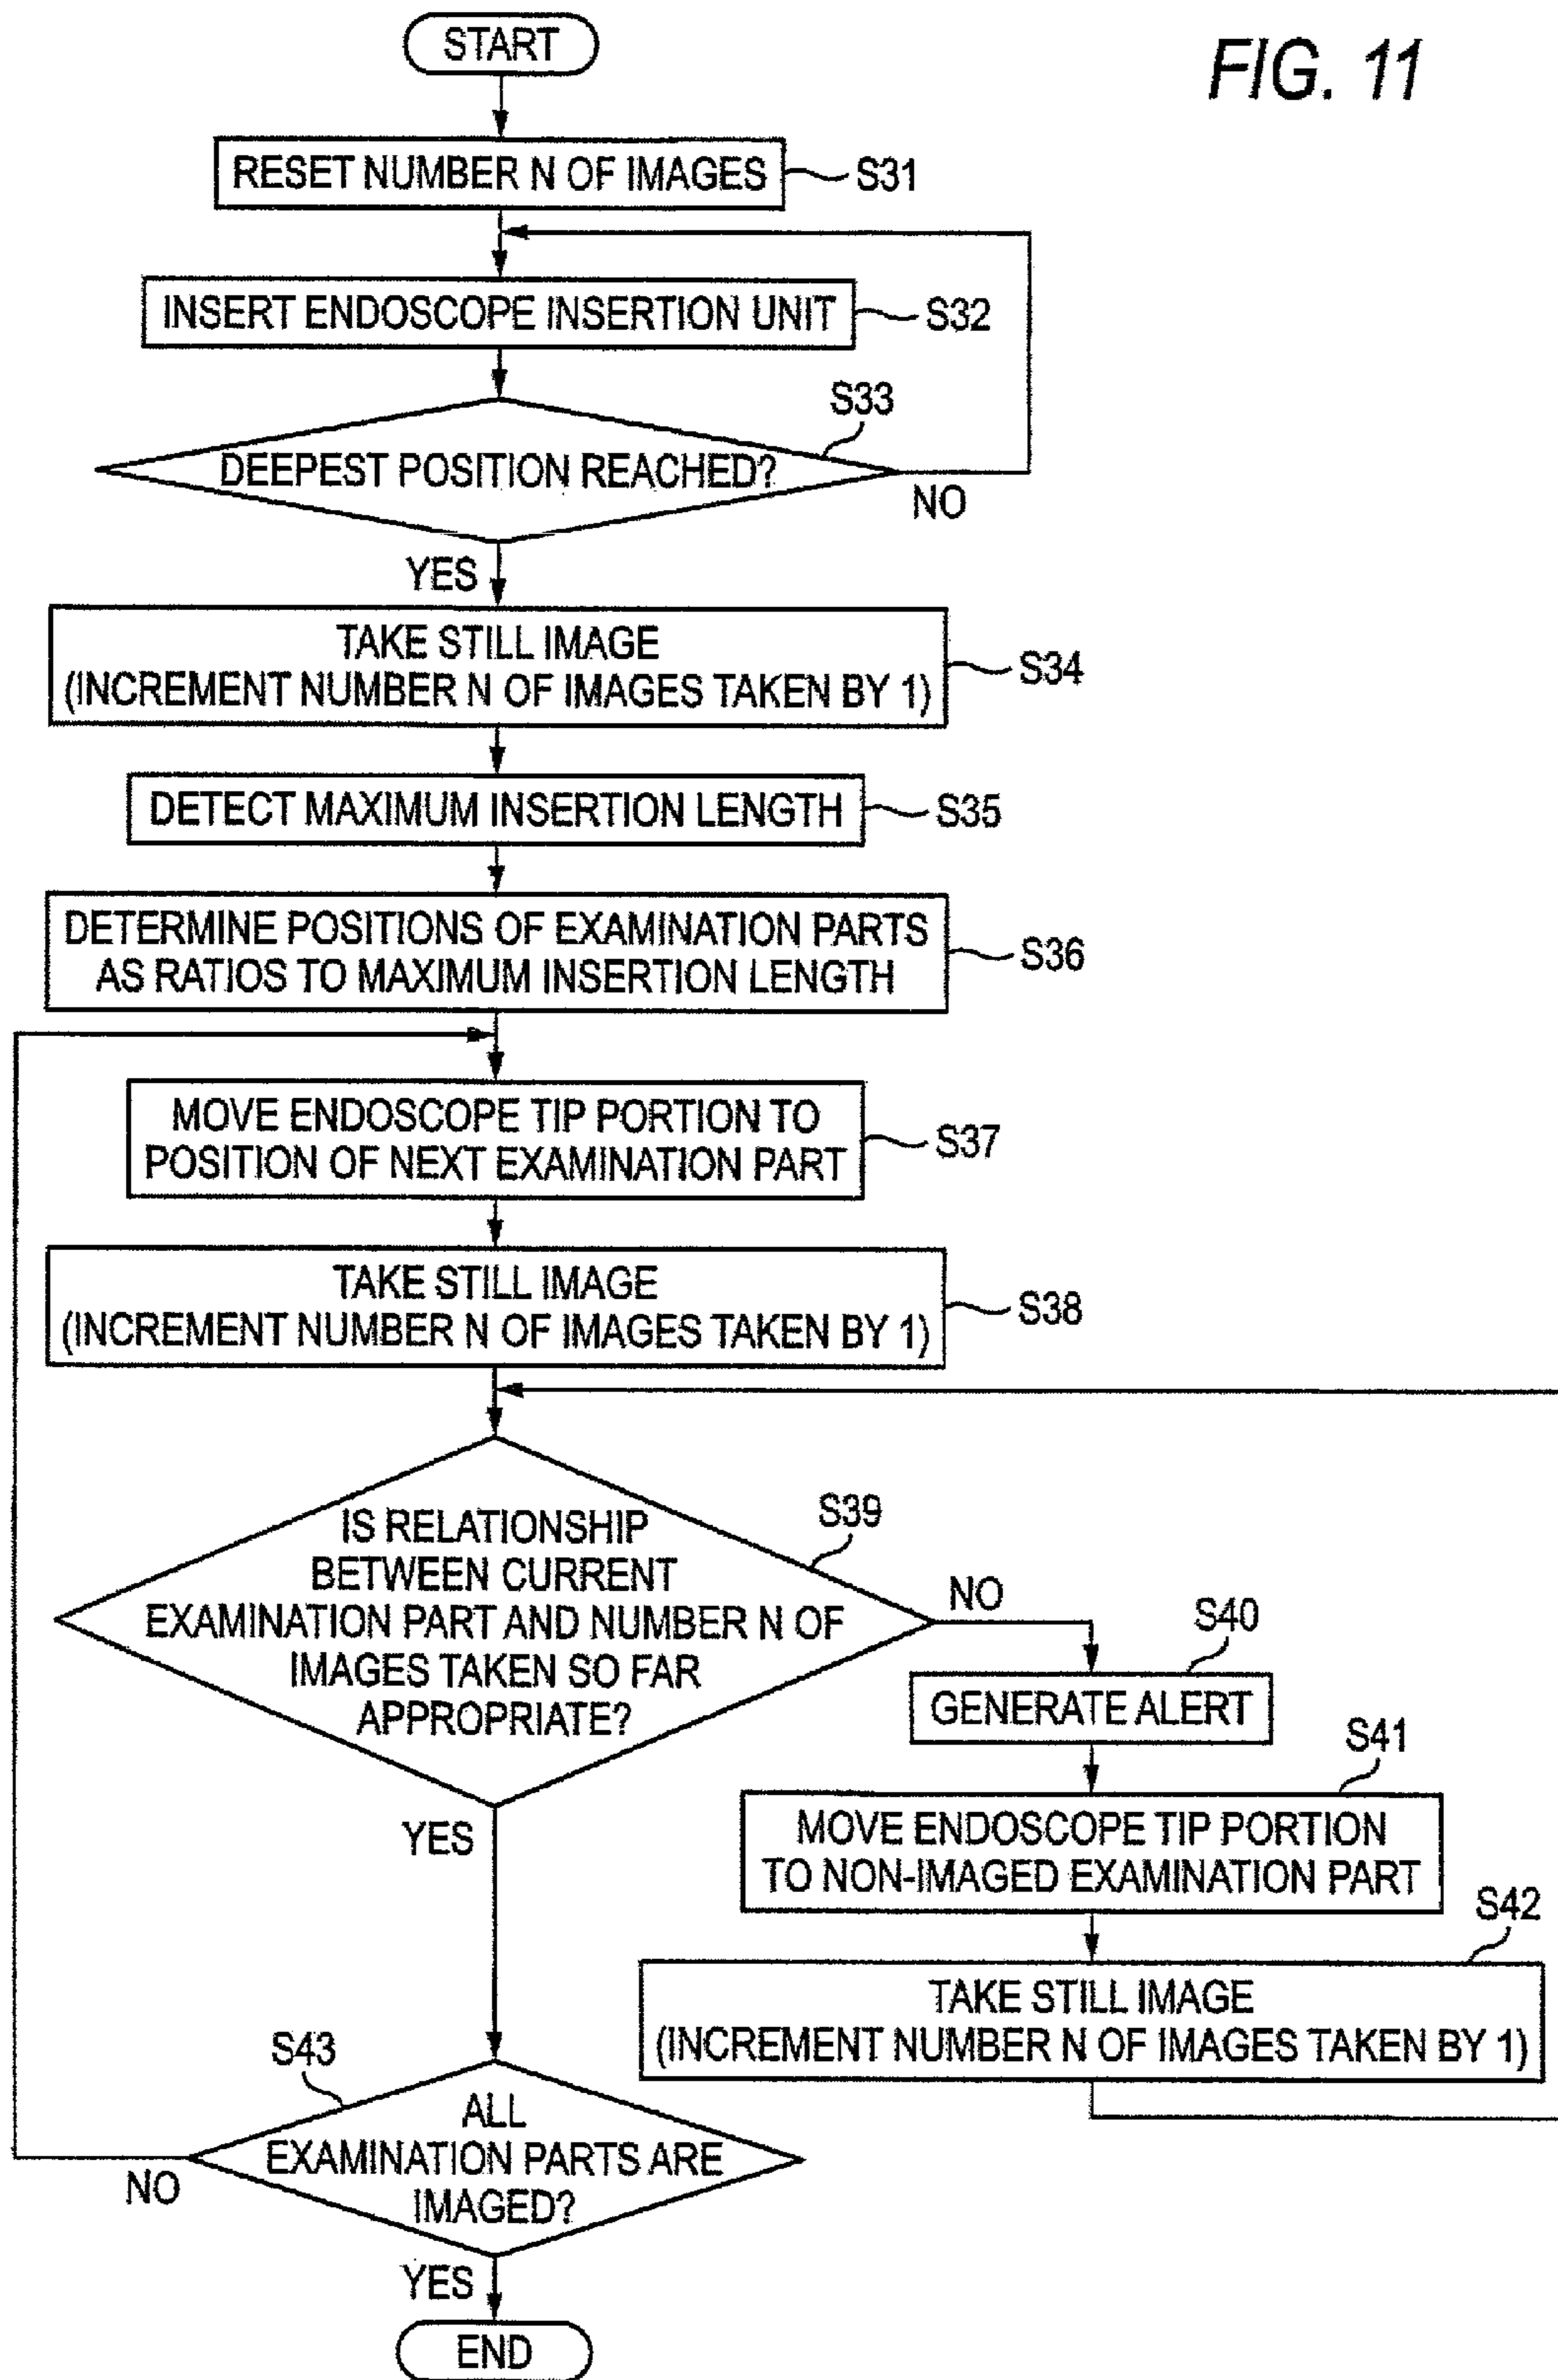 FIG. 11
START
RESET NUMBER N OF IMAGES
S31
INSERT ENDOSCOPE INSERTION UNIT
S32
S33
DEEPEST POSITION REACHED?
NO
YES
TAKE STILL IMAGE
(INCREMENT NUMBER N OF IMAGES TAKEN BY 1)
S34
DETECT MAXIMUM INSERTION LENGTH
S35
DETERMINE POSITIONS OF EXAMINATION PARTS
AS RATIOS TO MAXIMUM INSERTION LENGTH
S36
MOVE ENDOSCOPE TIP PORTION TO
POSITION OF NEXT EXAMINATION PART
S37
TAKE STILL IMAGE
(INCREMENT NUMBER N OF IMAGES TAKEN BY 1)
S38
S39
IS RELATIONSHIP
BETWEEN CURRENT
EXAMINATION PART AND NUMBER N OF
IMAGES TAKEN SO FAR
APPROPRIATE?
NO
YES
S40
GENERATE ALERT
S41
MOVE ENDOSCOPE TIP PORTION
TO NON-IMAGED EXAMINATION PART
S42
TAKE STILL IMAGE
(INCREMENT NUMBER N OF IMAGES TAKEN BY 1)
S43
ALL
EXAMINATION PARTS ARE
IMAGED?
NO
YES
END